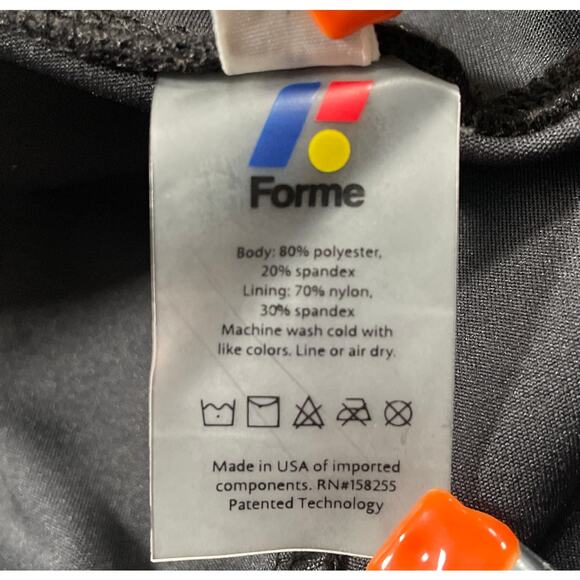 Forme
Body: 80% polyester,
20% spandex
Lining: 70% nylon,
30% spandex
Machine wash cold with
like colors. Line or air dry.
Made in USA of imported
components. RN#158255
Patented Technology